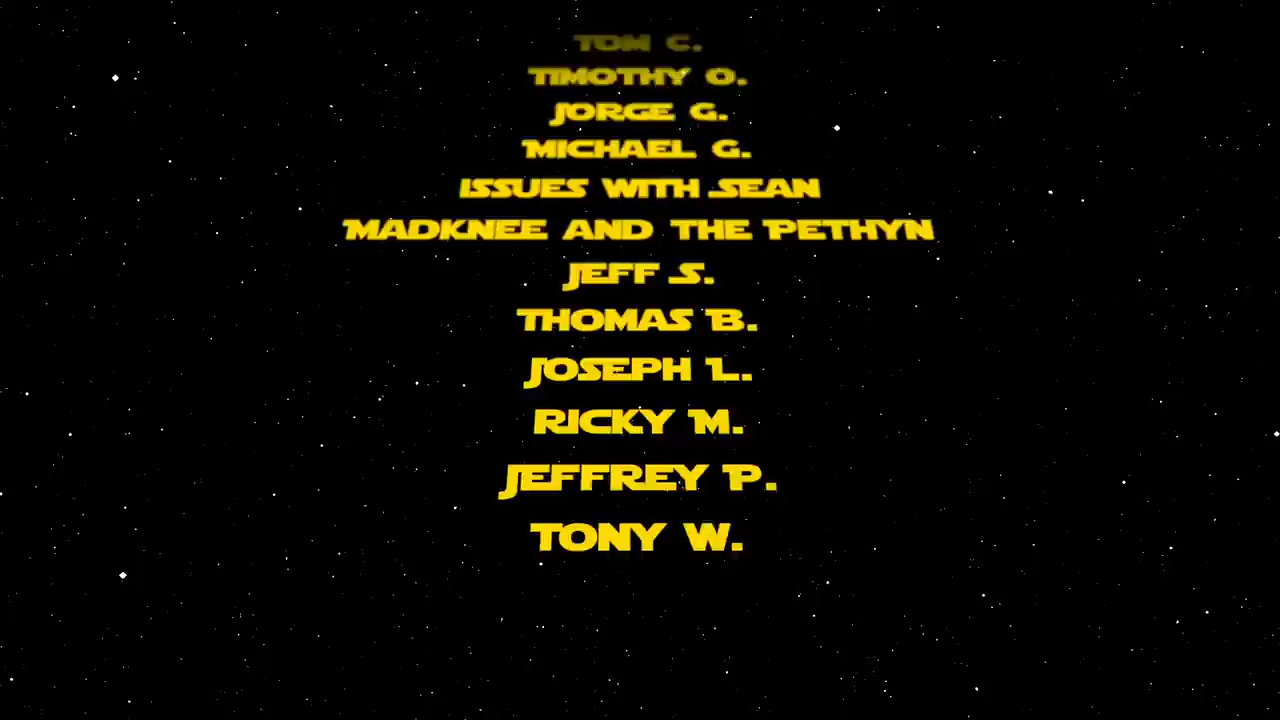 Tom C.
Timothy O.
Jorge G.
Michael G.
Issues with Sean
Madknee and the Pethyn
Jeff S.
Thomas B.
Joseph L.
Ricky M.
Jeffrey P.
Tony W.